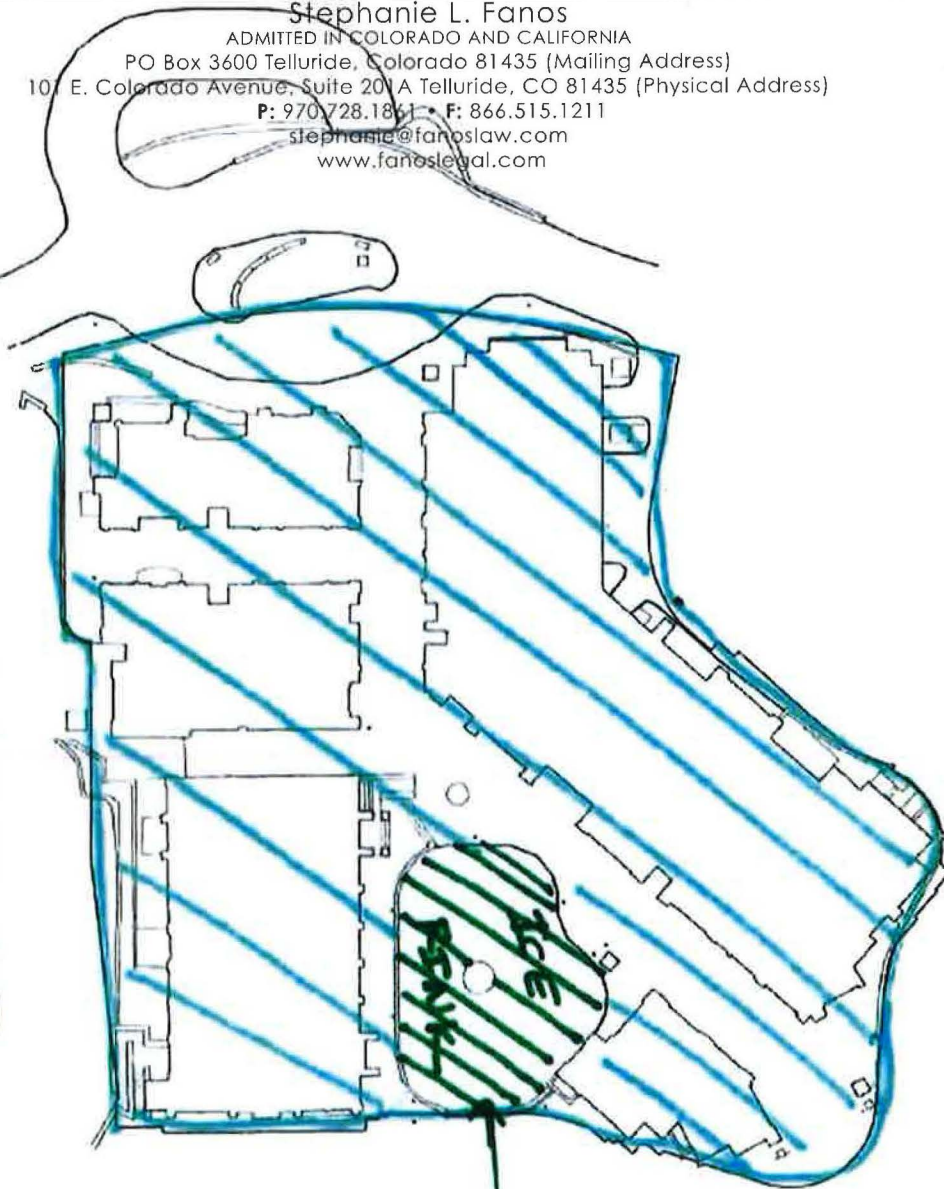 Stephanie L. Fanos
ADMITTED IN COLORADO AND CALIFORNIA
PO Box 3600 Telluride, Colorado 81435 (Mailing Address)
101 E. Colorado Avenue, Suite 201A Telluride, CO 81435 (Physical Address)
P: 970.728.1861 • F: 866.515.1211
stephanie@fanoslaw.com
www.fanoslegal.com
ICE
RINK